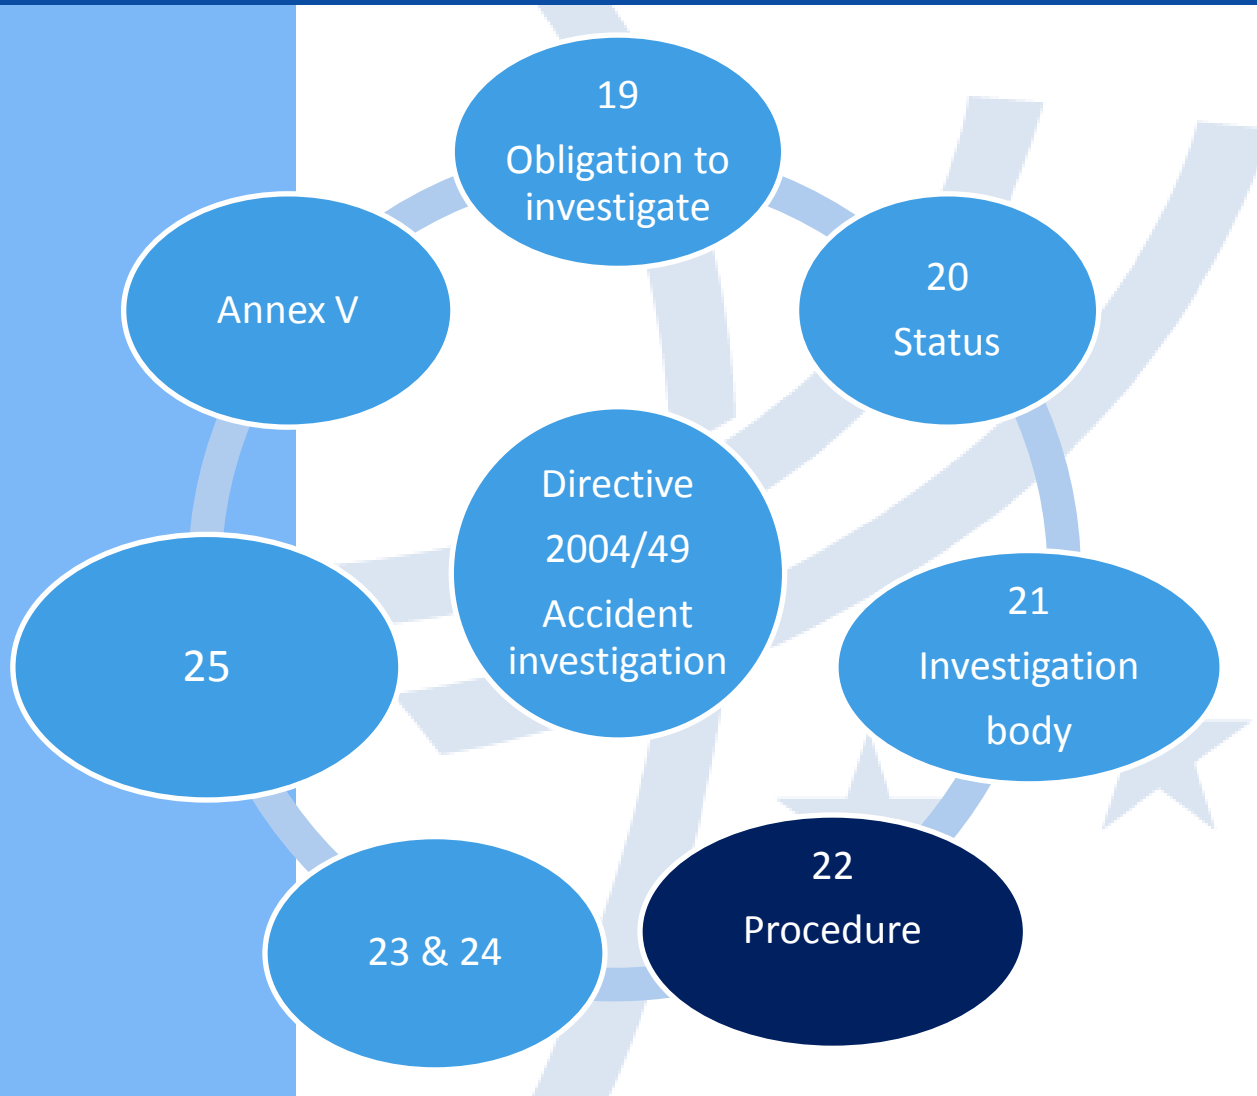 19
Obligation to
investigate
20
Status
21
Investigation
body
22
Procedure
23 & 24
25
Annex V
Directive
2004/49
Accident
investigation